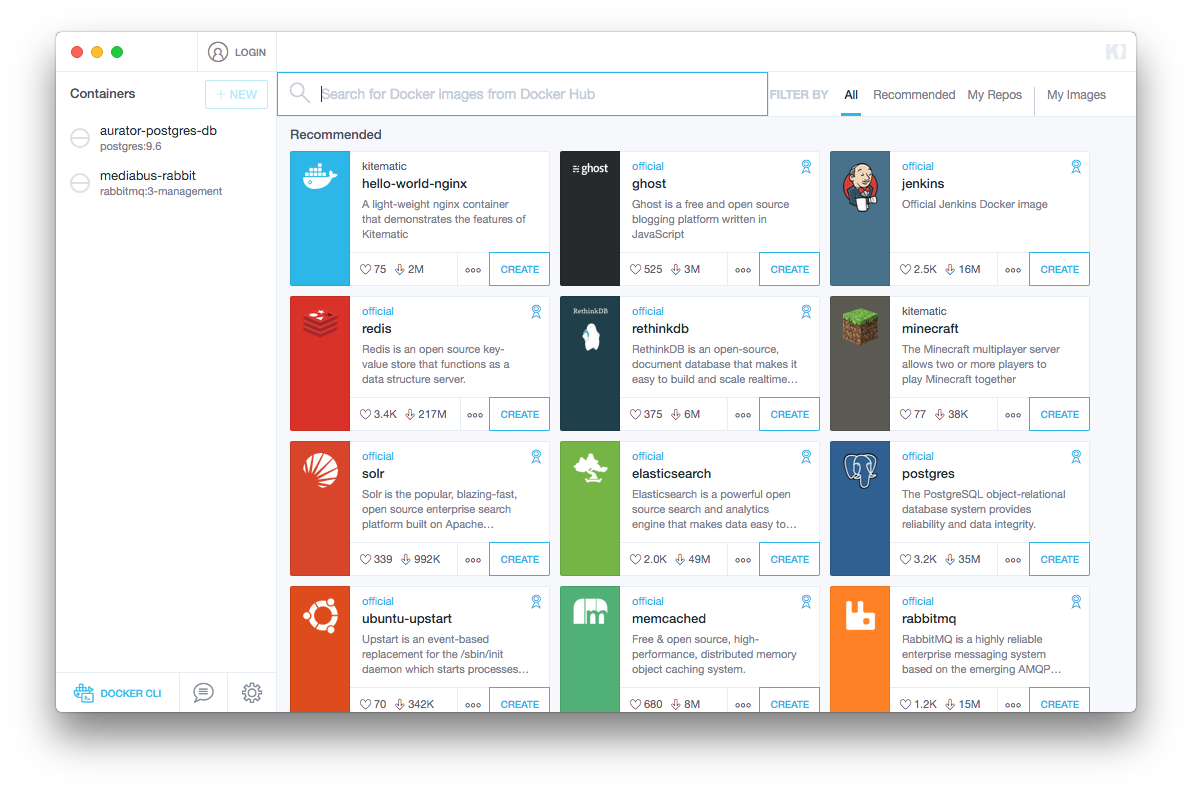 LOGIN
Containers
+ NEW
aurator-postgres-db
postgres:9.6
mediabus-rabbit
rabbitmq:3-management
DOCKER CLI
Search for Docker images from Docker Hub
FILTER BY
All
Recommended
My Repos
My Images
Recommended
kitematic
hello-world-nginx
A light-weight nginx container
that demonstrates the features of
Kitematic
75
2M
CREATE
ghost
official
ghost
Ghost is a free and open source
blogging platform written in
JavaScript
525
3M
CREATE
official
jenkins
Official Jenkins Docker image
2.5K
16M
CREATE
official
redis
Redis is an open source key-
value store that functions as a
data structure server.
3.4K
217M
CREATE
RethinkDB
official
rethinkdb
RethinkDB is an open-source,
document database that makes it
easy to build and scale realtime...
375
6M
CREATE
kitematic
minecraft
The Minecraft multiplayer server
allows two or more players to
play Minecraft together
77
38K
CREATE
official
solr
Solr is the popular, blazing-fast,
open source enterprise search
platform built on Apache...
339
992K
CREATE
official
elasticsearch
Elasticsearch is a powerful open
source search and analytics
engine that makes data easy to...
2.0K
49M
CREATE
official
postgres
The PostgreSQL object-relational
database system provides
reliability and data integrity.
3.2K
35M
CREATE
official
ubuntu-upstart
Upstart is an event-based
replacement for the /sbin/init
daemon which starts processes...
70
342K
CREATE
m
official
memcached
Free & open source, high-
performance, distributed memory
object caching system.
680
8M
CREATE
official
rabbitmq
RabbitMQ is a highly reliable
enterprise messaging system
based on the emerging AMQP...
1.2K
15M
CREATE